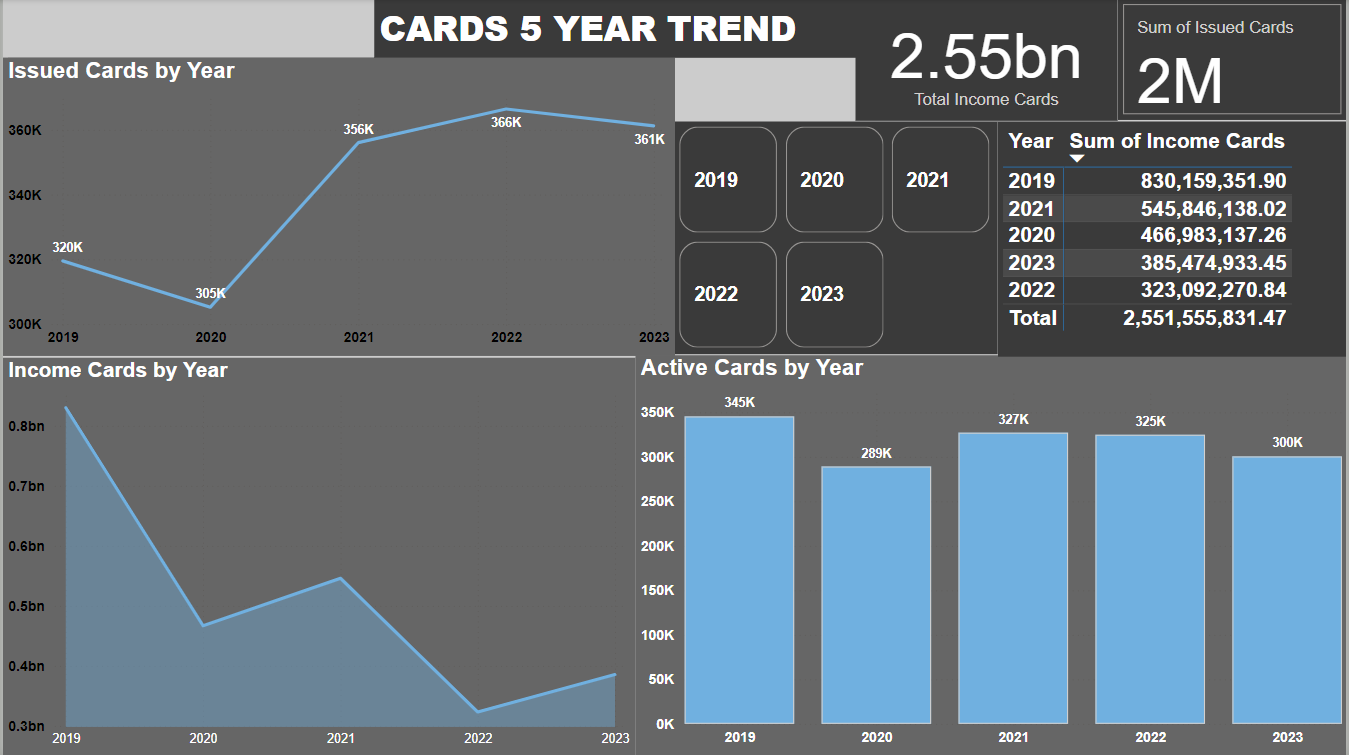 CARDS 5 YEAR TREND
2.55bn
Total Income Cards
Sum of Issued Cards
2M
Issued Cards by Year
360K
340K
320K
300K
320K
305K
356K
366K
361K
2019 2020 2021 2022 2023
2019 2020 2021
2022 2023
Year Sum of Income Cards
2019 830,159,351.90
2021 545,846,138.02
2020 466,983,137.26
2023 385,474,933.45
2022 323,092,270.84
Total 2,551,555,831.47
Income Cards by Year
0.8bn
0.7bn
0.6bn
0.5bn
0.4bn
0.3bn
2019 2020 2021 2022 2023
Active Cards by Year
350K
300K
250K
200K
150K
100K
50K
0K
345K
289K
327K
325K
300K
2019 2020 2021 2022 2023